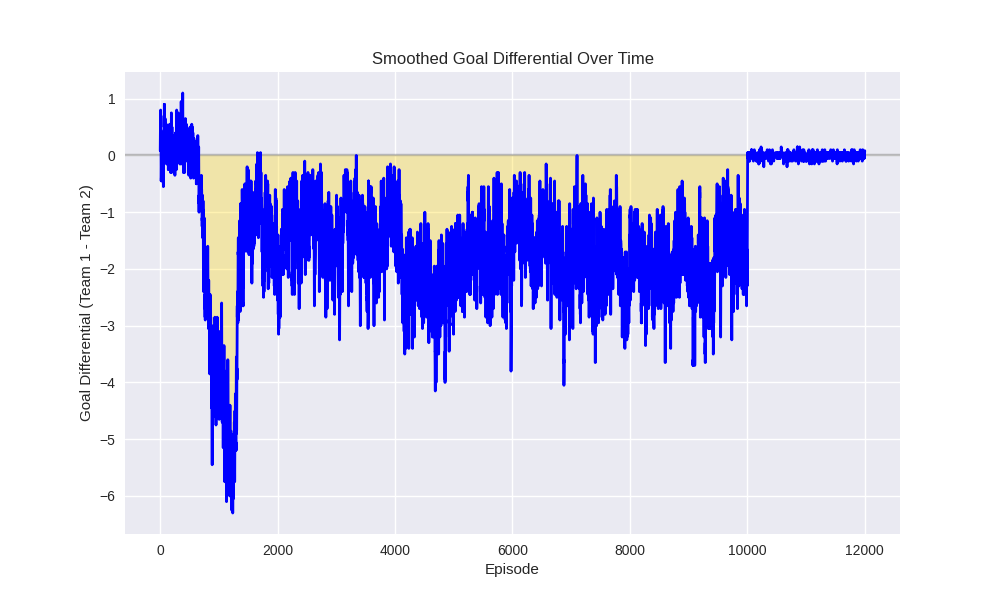 Smoothed Goal Differential Over Time
Goal Differential (Team 1 - Team 2)
1
0
−1
−2
−3
−4
−5
−6
0 2000 4000 6000 8000 10000 12000
Episode